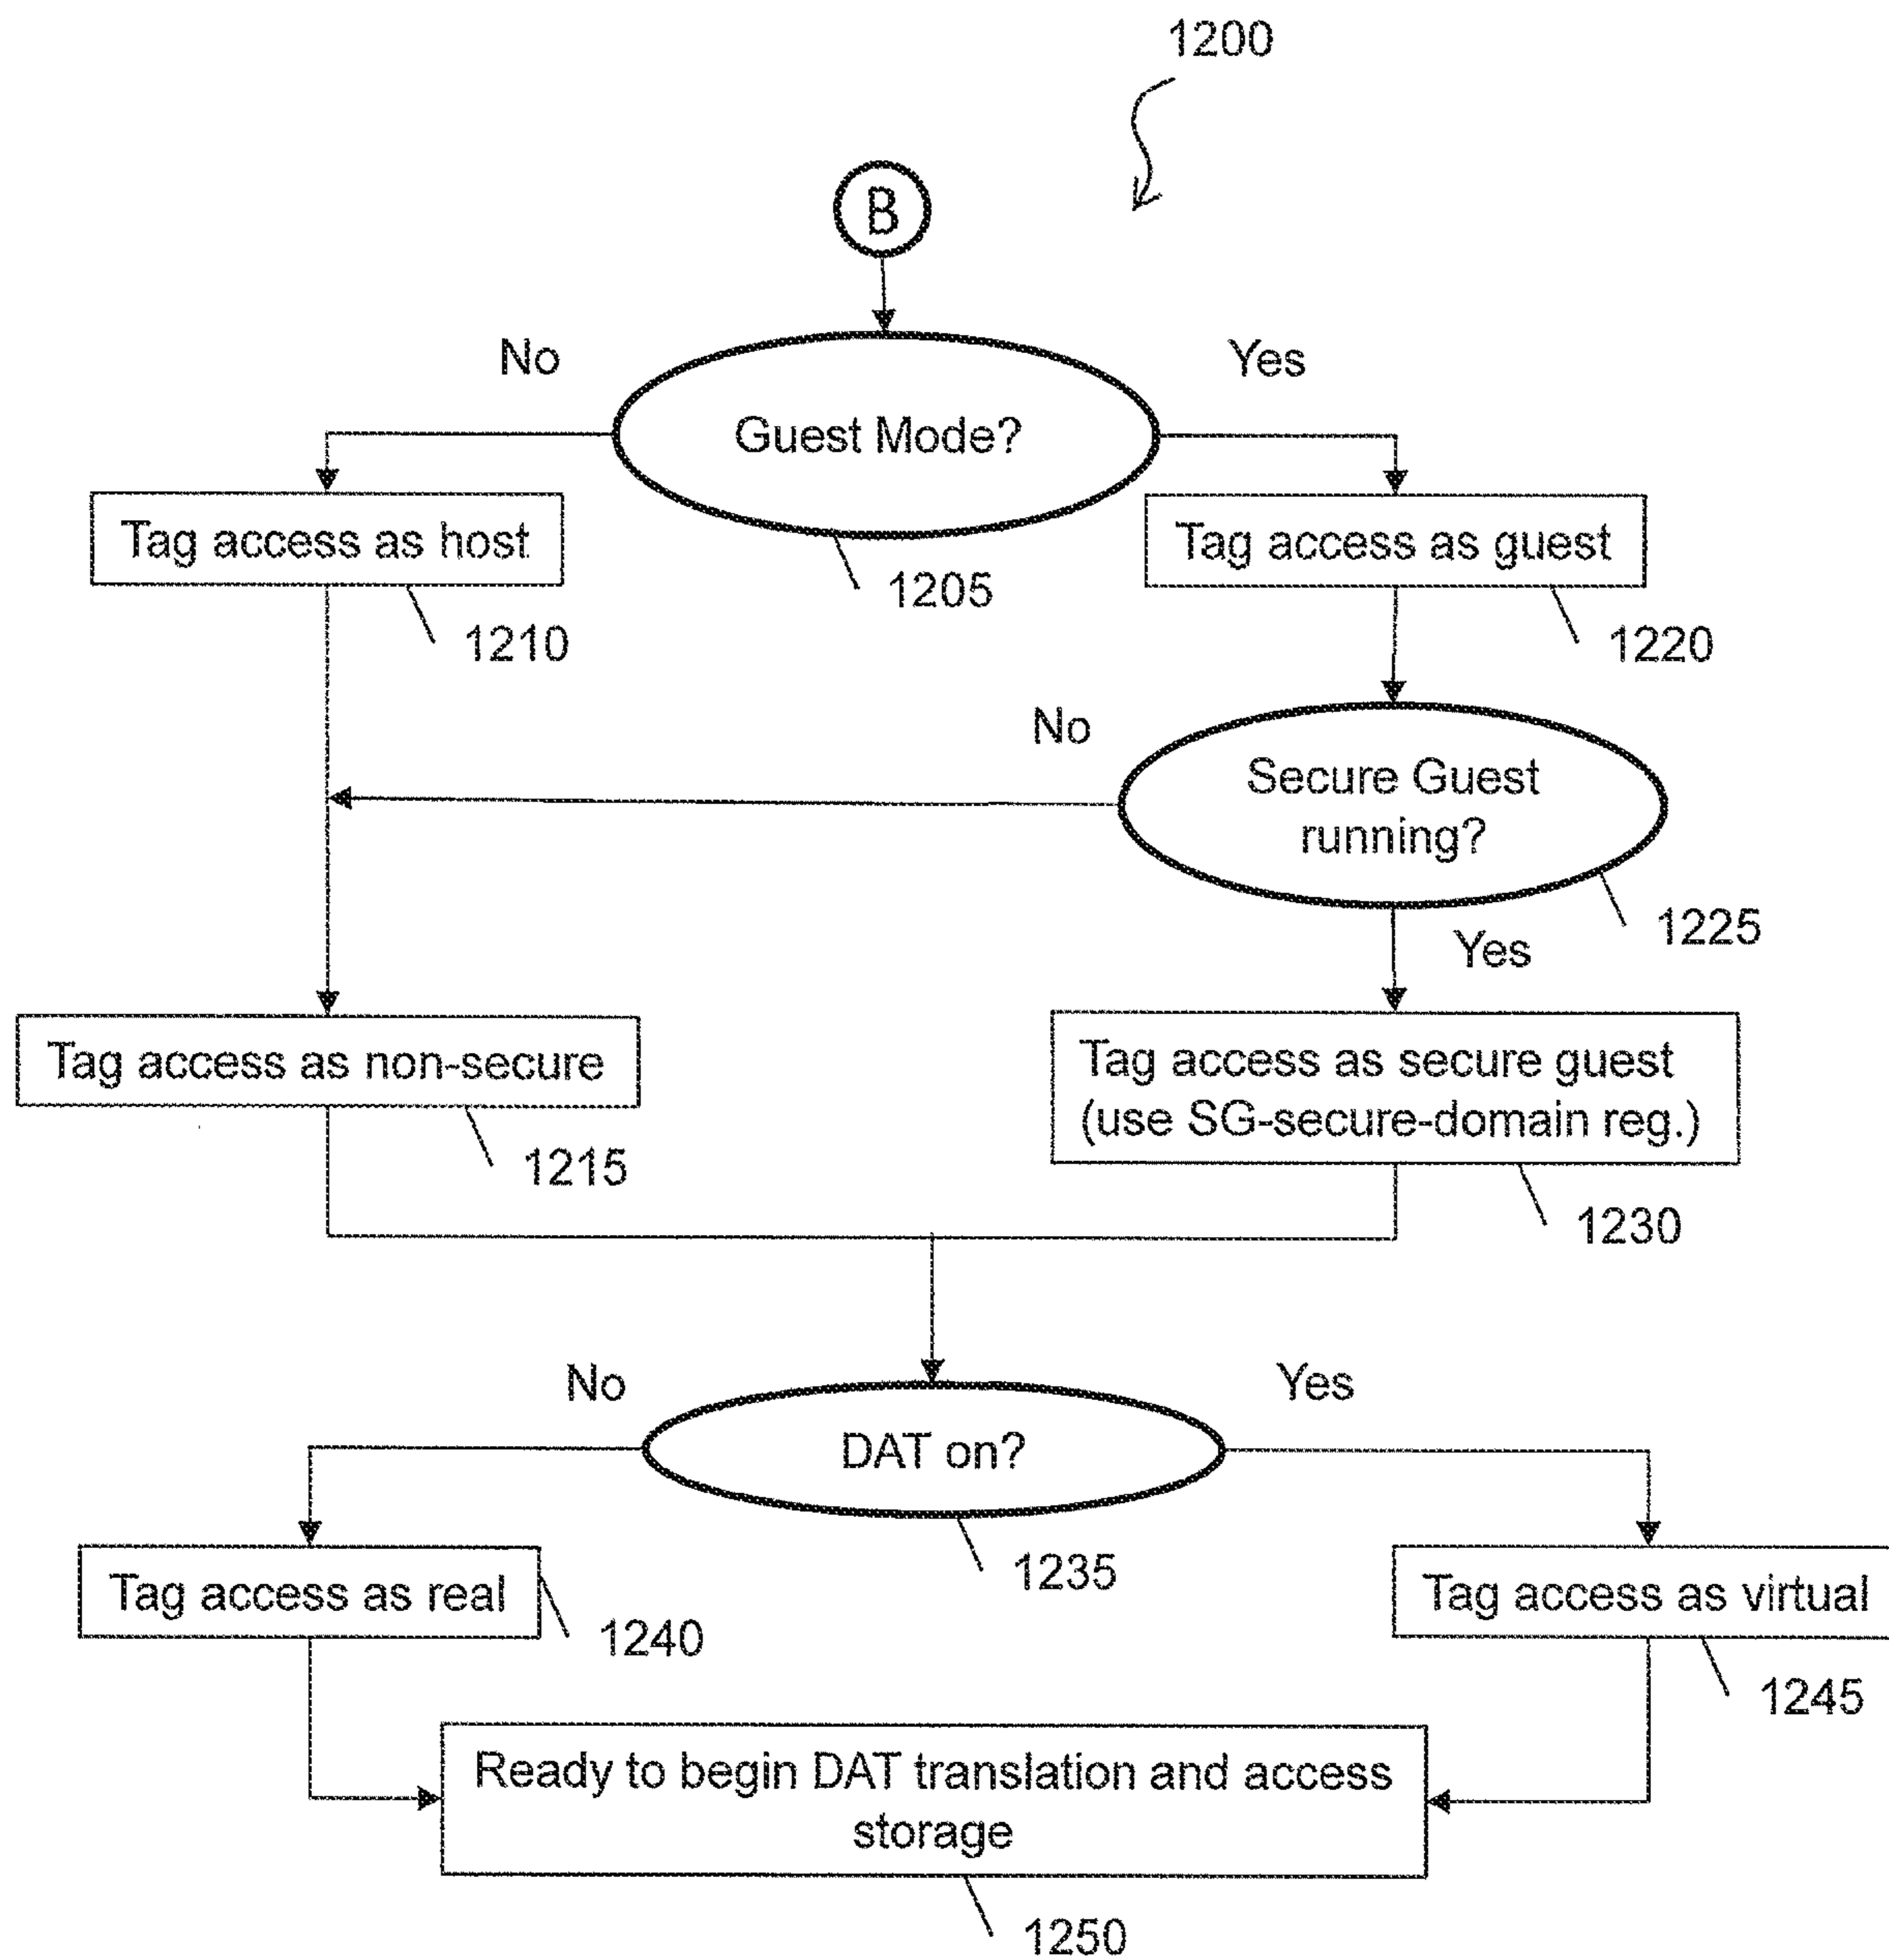 1200
B
No
Yes
Guest Mode?
Tag access as host
Tag access as guest
1205
1210
1220
No
Secure Guest
running?
1225
Yes
Tag access as non-secure
Tag access as secure guest
(use SG-secure-domain reg.)
1215
1230
No
Yes
DAT on?
1235
Tag access as real
Tag access as virtual
1240
1245
Ready to begin DAT translation and access
storage
1250